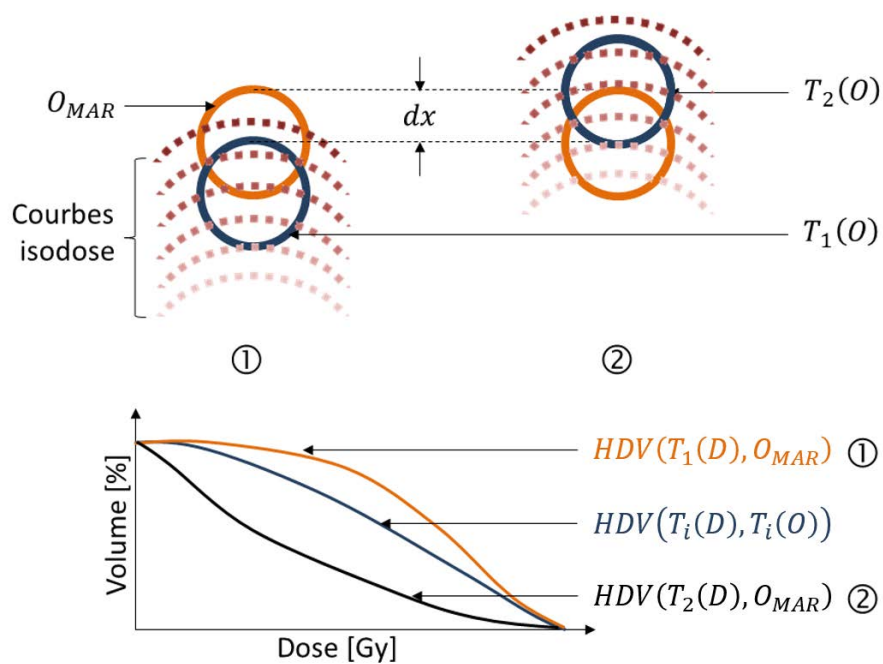 O_MAR
dx
T_2(O)
Courbes
isodose
T_1(O)
①
②
Volume [%]
HDV(T_1(D), O_MAR) ①
HDV(T_i(D), T_i(O))
HDV(T_2(D), O_MAR) ②
Dose [Gy]